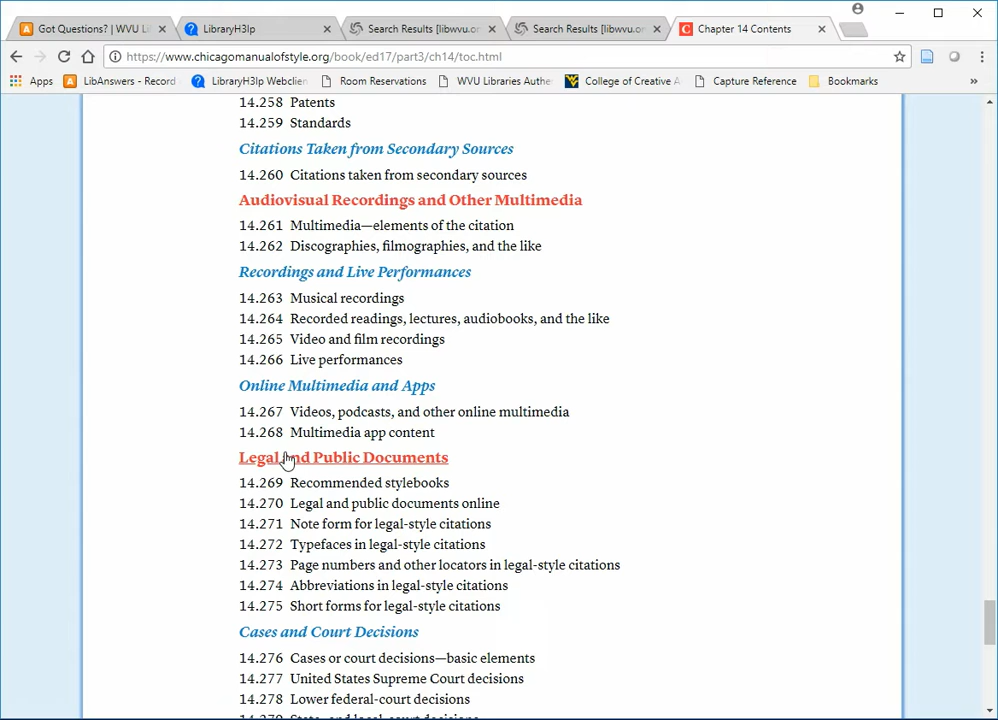 Got Questions? | WVU Li
LibraryH3lp
Search Results [libwvu.or
Search Results [libwvu.or
Chapter 14 Contents
https://www.chicagomanualofstyle.org/book/ed17/part3/ch14/toc.html
Apps
LibAnswers - Record
LibraryH3lp Webclien
Room Reservations
WVU Libraries Authe
College of Creative A
Capture Reference
Bookmarks
»
14.258 Patents
14.259 Standards
Citations Taken from Secondary Sources
14.260 Citations taken from secondary sources
Audiovisual Recordings and Other Multimedia
14.261 Multimedia—elements of the citation
14.262 Discographies, filmographies, and the like
Recordings and Live Performances
14.263 Musical recordings
14.264 Recorded readings, lectures, audiobooks, and the like
14.265 Video and film recordings
14.266 Live performances
Online Multimedia and Apps
14.267 Videos, podcasts, and other online multimedia
14.268 Multimedia app content
Legal and Public Documents
14.269 Recommended stylebooks
14.270 Legal and public documents online
14.271 Note form for legal-style citations
14.272 Typefaces in legal-style citations
14.273 Page numbers and other locators in legal-style citations
14.274 Abbreviations in legal-style citations
14.275 Short forms for legal-style citations
Cases and Court Decisions
14.276 Cases or court decisions—basic elements
14.277 United States Supreme Court decisions
14.278 Lower federal-court decisions
14.279 State- and local-court decisions